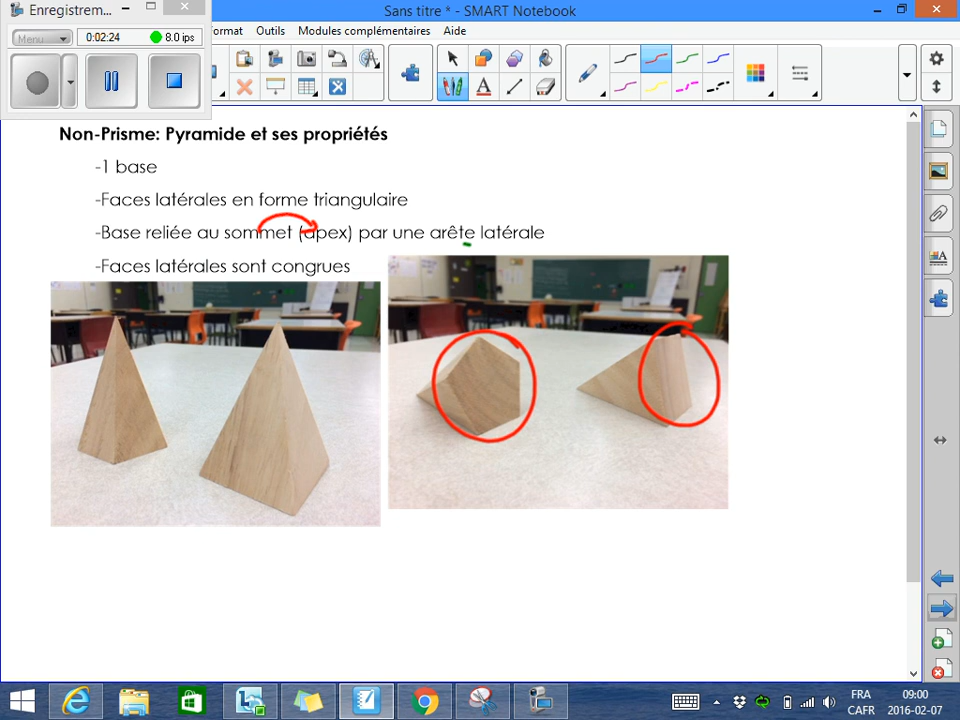 Enregistrem...
Sans titre * - SMART Notebook
Menu
0:02:24
8.0 ips
ormat Outils Modules complémentaires Aide
Non-Prisme: Pyramide et ses propriétés
-1 base
-Faces latérales en forme triangulaire
-Base reliée au sommet (apex) par une arête latérale
-Faces latérales sont congrues
FRA
CAFR
09:00
2016-02-07